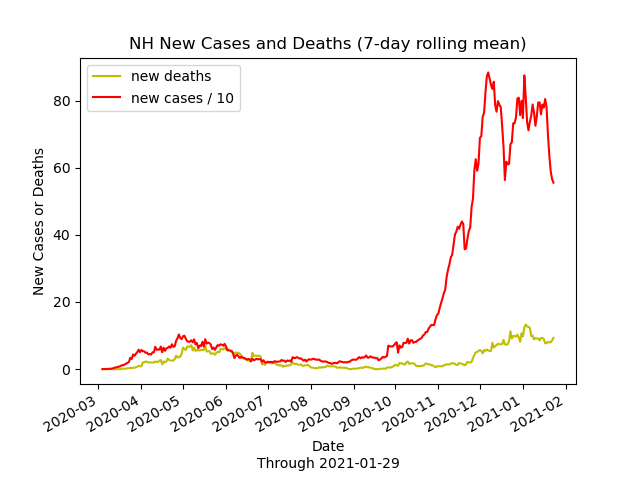 NH New Cases and Deaths (7-day rolling mean)
new deaths
new cases / 10
New Cases or Deaths
80
60
40
20
0
2020-03
2020-04
2020-05
2020-06
2020-07
2020-08
2020-09
2020-10
2020-11
2020-12
2021-01
2021-02
Date
Through 2021-01-29